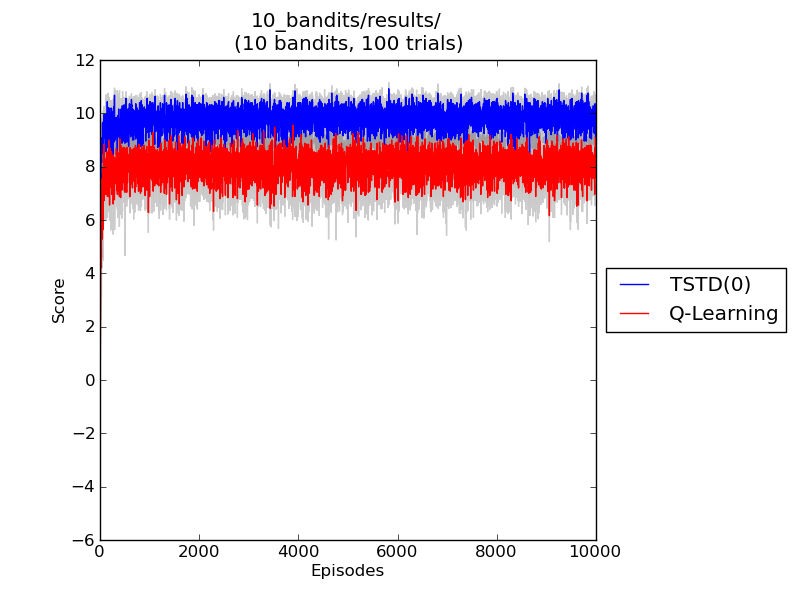 10_bandits/results/
(10 bandits, 100 trials)
12
10
8
6
4
2
0
−2
−4
−6
Score
0 2000 4000 6000 8000 10000
Episodes
TSTD(0)
Q-Learning